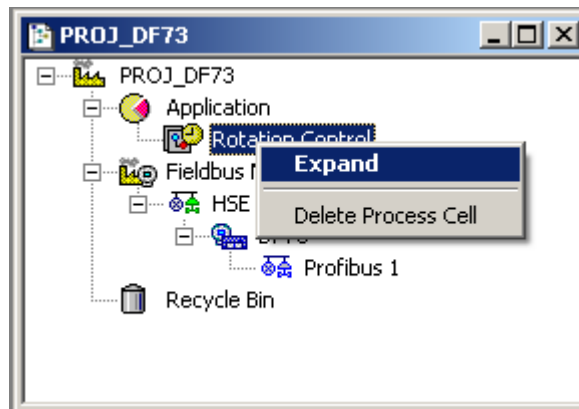 PROJ_DF73
PROJ_DF73
Application
Rotation Control
Expand
Fieldbus
HSE
Delete Process Cell
Profibus 1
Recycle Bin